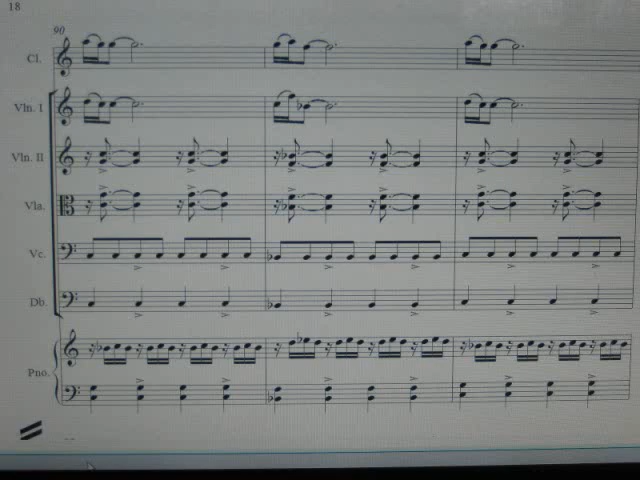 18
90
Cl.
Vln. I
Vln. II
Vla.
Vc.
Db.
Pno.